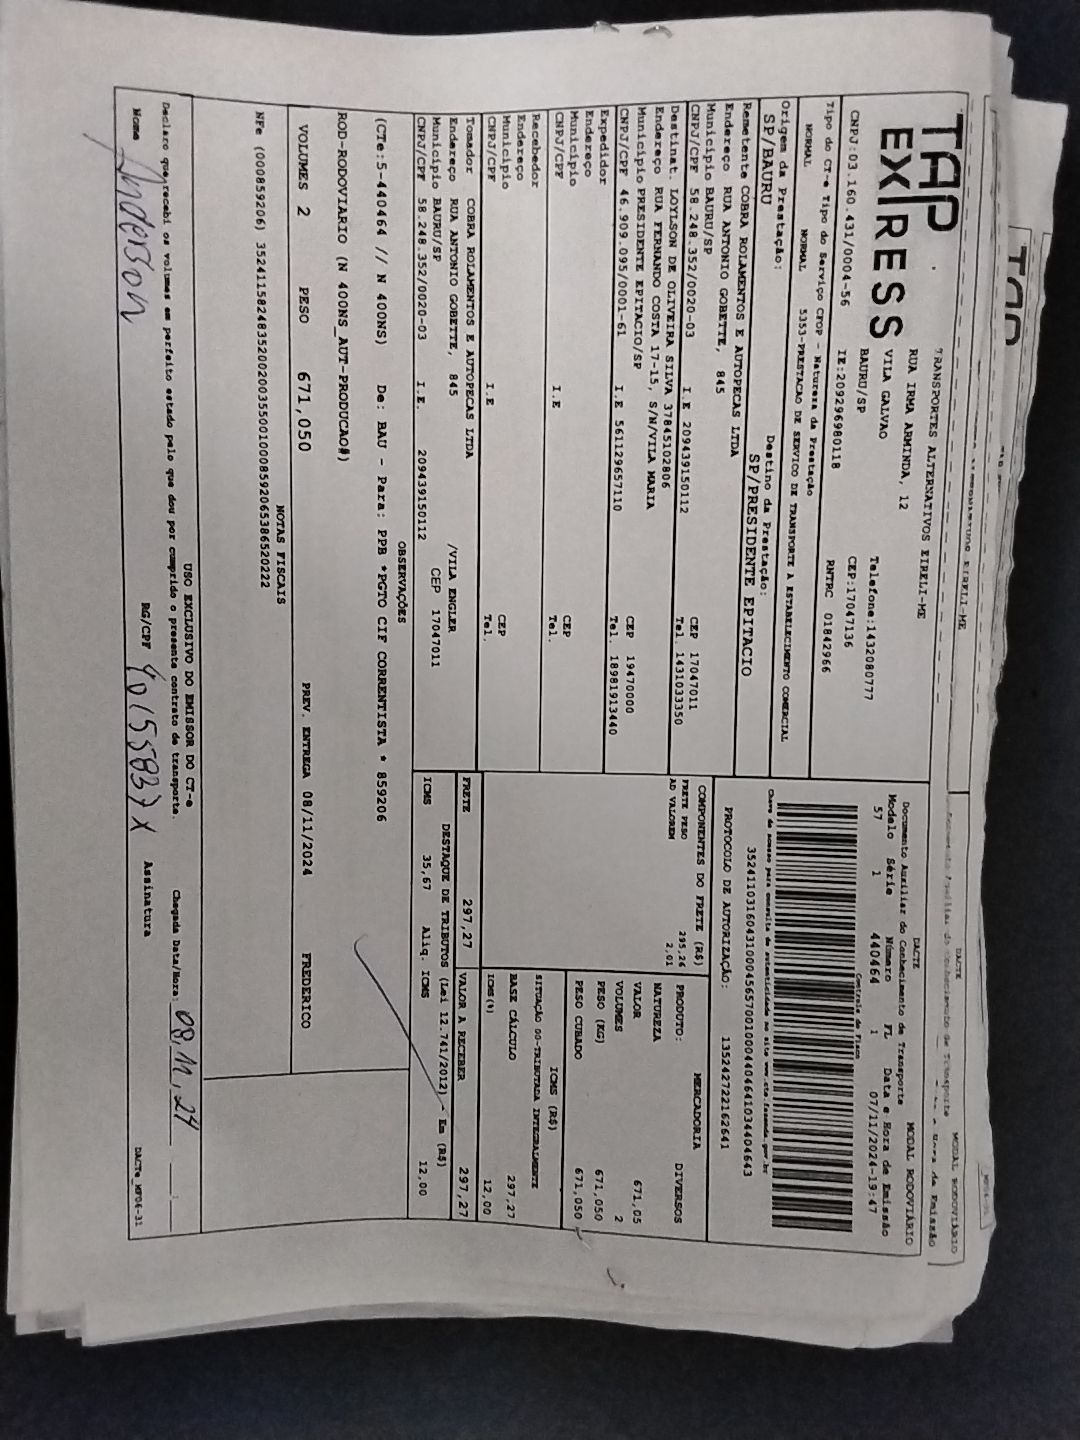 TAP EXPRESS
TRANSPORTES ALTERNATIVOS EIRELI-ME
RUA IRMA ARMINDA, 12
VILA GALVAO
BAURU/SP
Telefone:1432080777
CEP:17047136
CNPJ:03.160.431/0004-56 IE:209296980118 RNTRC 01842966
Tipo do CT-e Tipo do Serviço CFOP - Natureza da Prestação
NORMAL NORMAL 5353-PRESTACAO DE SERVICO DE TRANSPORTE A ESTABELECIMENTO COMERCIAL
Origem da Prestação: Destino da Prestação:
SP/BAURU SP/PRESIDENTE EPITACIO
Remetente COBRA ROLAMENTOS E AUTOPECAS LTDA
Endereço RUA ANTONIO GOBETTE, 845
Município BAURU/SP CEP 17047011
CNPJ/CPF 58.248.352/0020-03 I.E 209439150112 Tel. 1431033350
Destinat. LOYLSON DE OLIVEIRA SILVA 37845102806
Endereço RUA FERNANDO COSTA 17-15, S/N/VILA MARIA
Município PRESIDENTE EPITACIO/SP CEP 19470000
CNPJ/CPF 46.909.095/0001-61 I.E 561129657110 Tel. 18981913440
Expedidor
Endereço
Município CEP
CNPJ/CPF I.E Tel.
Recebedor
Endereço
Município CEP
CNPJ/CPF I.E Tel.
Tomador COBRA ROLAMENTOS E AUTOPECAS LTDA
Endereço RUA ANTONIO GOBETTE, 845 /VILA ENGLER
Município BAURU/SP CEP 17047011
CNPJ/CPF 58.248.352/0020-03 I.E. 209439150112
DACTE
Documento Auxiliar do Conhecimento de Transporte MODAL RODOVIÁRIO
Modelo Série Número FL Data e Hora de Emissão
57 1 440464 1 07/11/2024-19:47
Controle do Fisco
Chave de acesso para consulta de autenticidade no site www.cte.fazenda.gov.br
35241103160431000456570010004404641034404643
PROTOCOLO DE AUTORIZAÇÃO: 135242722162641
COMPONENTES DO FRETE (R$)
FRETE PESO 295,26
AD VALOREM 2,01
MERCADORIA
PRODUTO: DIVERSOS
NATUREZA
VALOR 671,05
VOLUMES 2
PESO (KG) 671,050
PESO CUBADO 671,050
ICMS (R$)
SITUAÇÃO 00-TRIBUTADA INTEGRALMENTE
BASE CÁLCULO 297,27
ICMS(%) 12,00
FRETE 297,27 VALOR A RECEBER 297,27
DESTAQUE DE TRIBUTOS (Lei 12.741/2012) - Em (R$)
ICMS 35,67 Aliq. ICMS 12,00
OBSERVAÇÕES
(CTe:5-440464 // N 400NS) De: BAU - Para: PPB *PGTO CIF CORRENTISTA * 859206
ROD-RODOVIARIO (N 400NS_AUT-PRODUCAO#)
VOLUMES 2 PESO 671,050 PREV. ENTREGA 08/11/2024 FREDERICO
NOTAS FISCAIS
NFe (000859206) 35241158248352002003550010008592065386520222
USO EXCLUSIVO DO EMISSOR DO CT-e
Declaro que recebi os volumes em perfeito estado pelo que dou por cumprido o presente contrato de transporte. Chegada Data/Hora: 08.11.24
Nome Anderson RG/CPF 401558377 X Assinatura
DACTe_MP06-31